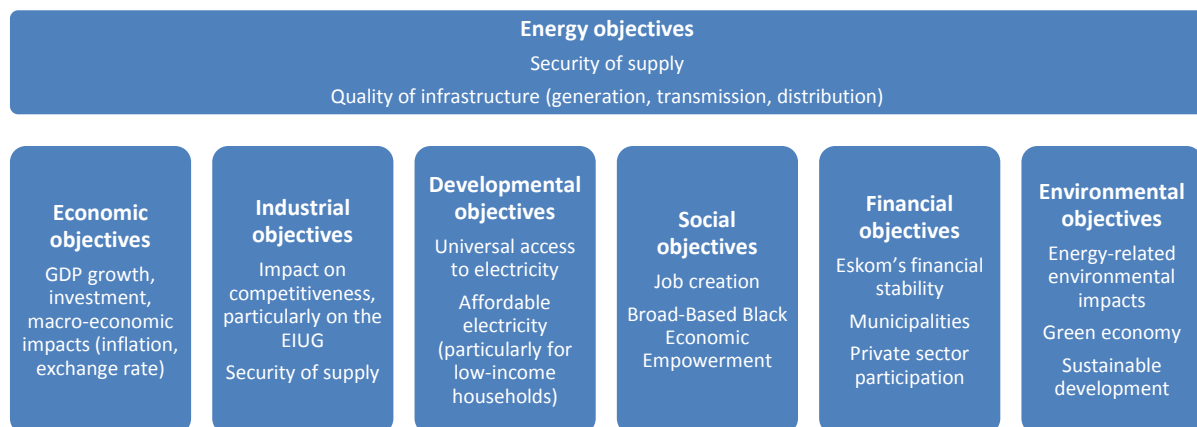 Energy objectives
Security of supply
Quality of infrastructure (generation, transmission, distribution)
Economic
objectives
GDP growth,
investment,
macro-economic
impacts (inflation,
exchange rate)
Industrial
objectives
Impact on
competitiveness,
particularly on the
EIUG
Security of supply
Developmental
objectives
Universal access
to electricity
Affordable
electricity
(particularly for
low-income
households)
Social
objectives
Job creation
Broad-Based Black
Economic
Empowerment
Financial
objectives
Eskom's financial
stability
Municipalities
Private sector
participation
Environmental
objectives
Energy-related
environmental
impacts
Green economy
Sustainable
development